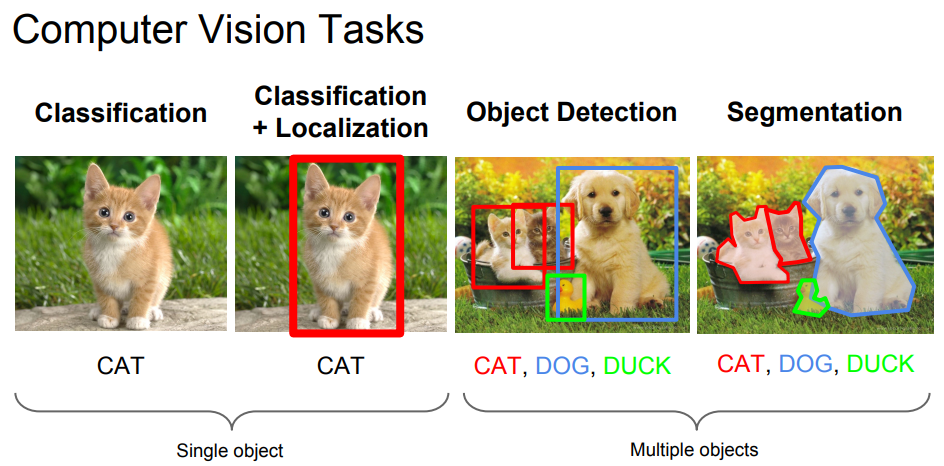 Computer Vision Tasks
Classification
Classification
+ Localization
Object Detection
Segmentation
CAT
CAT
CAT, DOG, DUCK
CAT, DOG, DUCK
Single object
Multiple objects